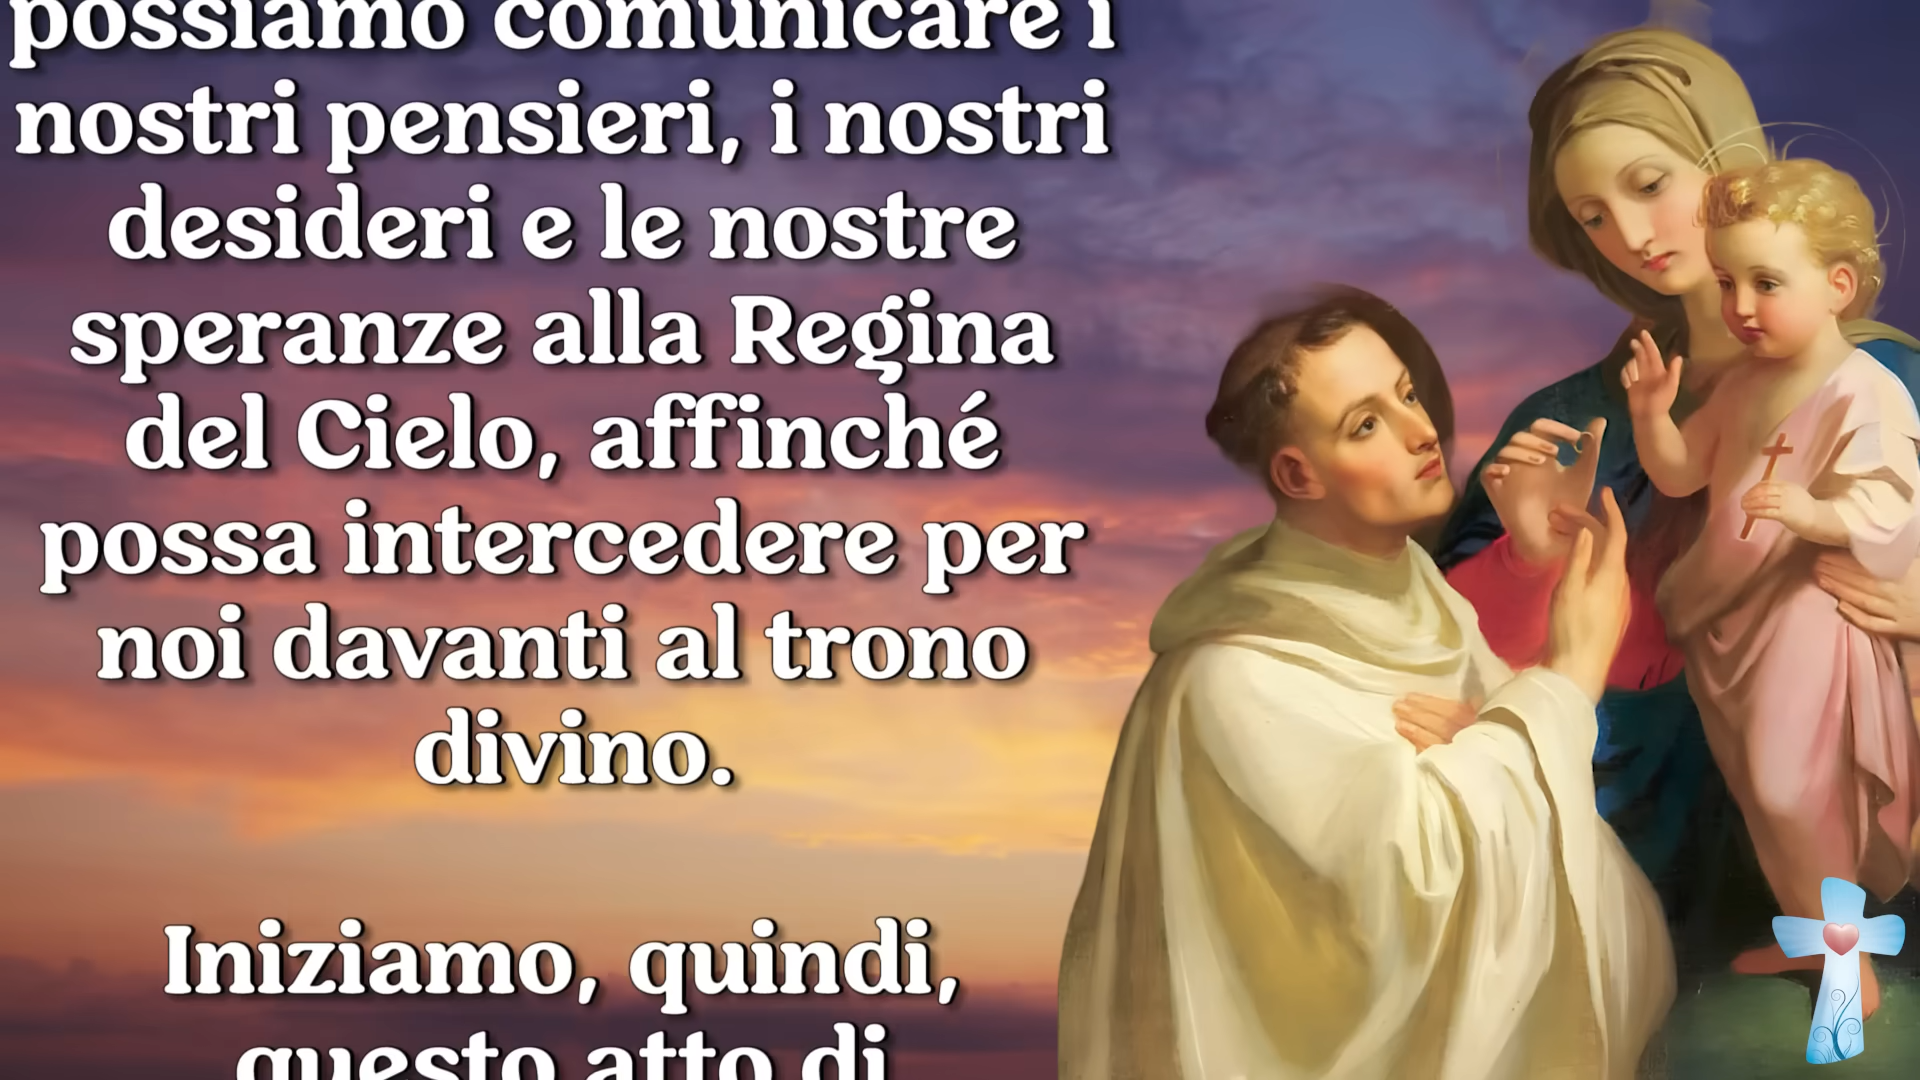 possiamo comunicare i
nostri pensieri, i nostri
desideri e le nostre
speranze alla Regina
del Cielo, affinché
possa intercedere per
noi davanti al trono
divino.
Iniziamo, quindi,
questo atto di